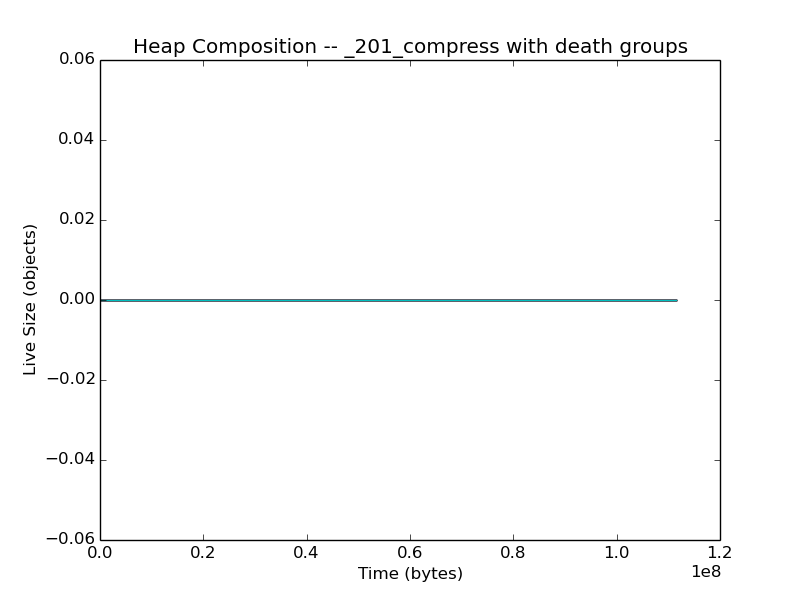 Heap Composition -- _201_compress with death groups
0.06
0.04
0.02
0.00
−0.02
−0.04
−0.06
Live Size (objects)
0.0 0.2 0.4 0.6 0.8 1.0 1.2
1e8
Time (bytes)